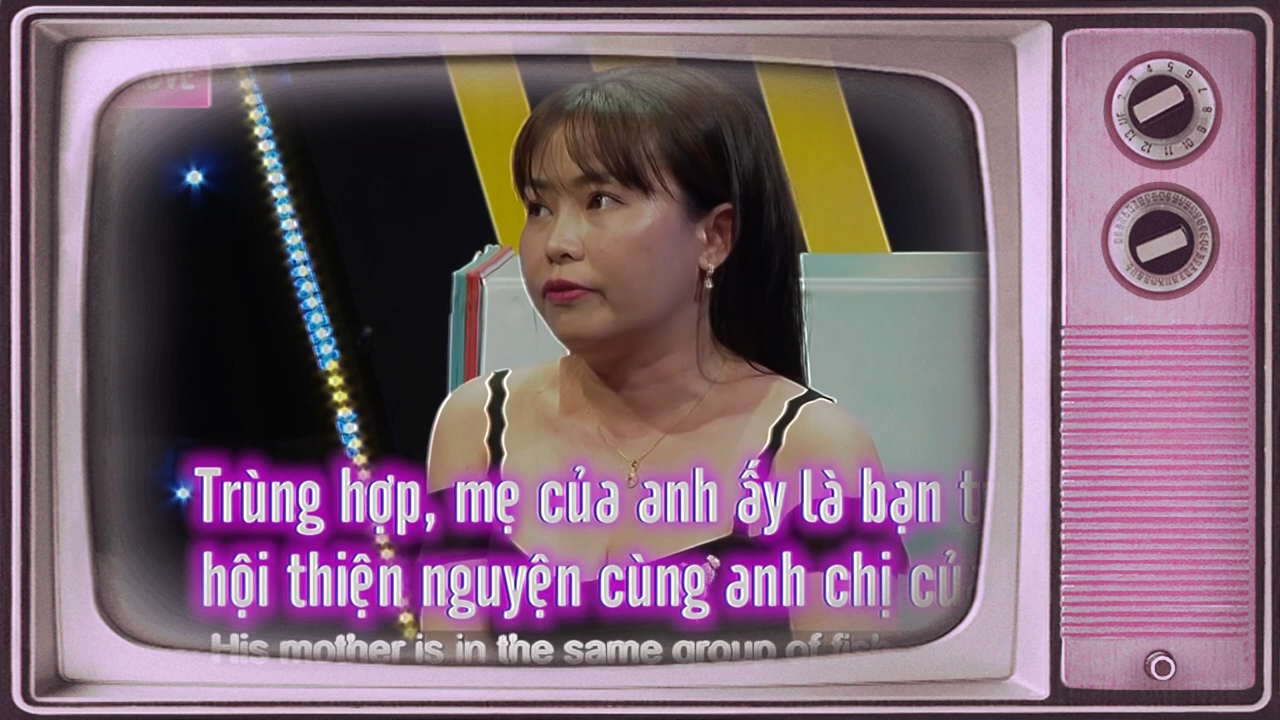 Trùng hợp, mẹ của anh ấy là bạn
hội thiện nguyện cùng anh chị
His mother is in the same group of